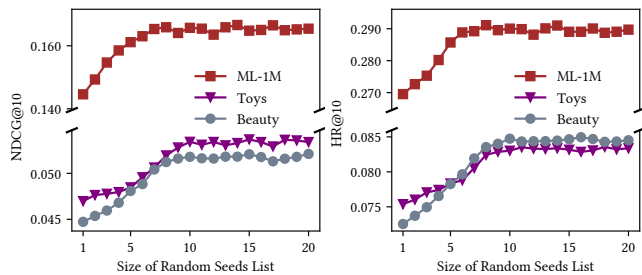 NDCG@10
0.160
0.140
0.050
0.045
ML-1M
Toys
Beauty
1 5 10 15 20
Size of Random Seeds List
HR@10
0.290
0.270
0.085
0.080
0.075
ML-1M
Toys
Beauty
1 5 10 15 20
Size of Random Seeds List